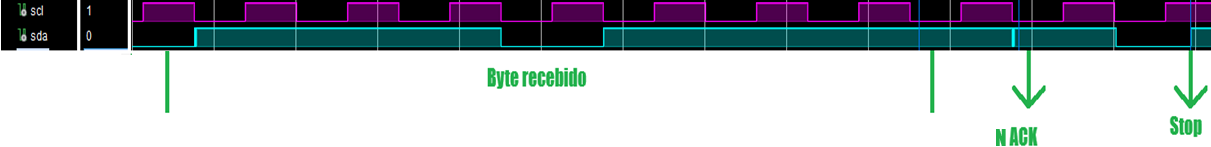 scl 1
sda 0
Byte recebido
N ACK
Stop